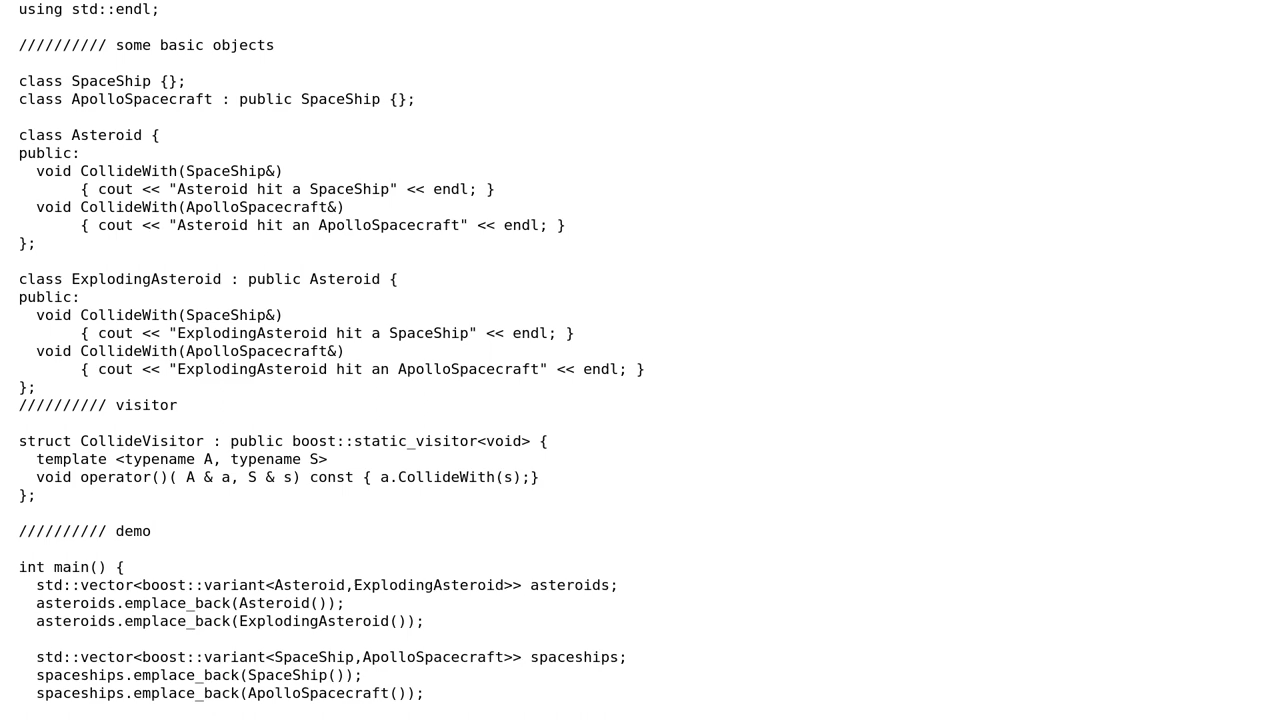 using std::endl;

////////// some basic objects

class SpaceShip {};
class ApolloSpacecraft : public SpaceShip {};

class Asteroid {
public:
  void CollideWith(SpaceShip&)
       { cout << "Asteroid hit a SpaceShip" << endl; }
  void CollideWith(ApolloSpacecraft&)
       { cout << "Asteroid hit an ApolloSpacecraft" << endl; }
};

class ExplodingAsteroid : public Asteroid {
public:
  void CollideWith(SpaceShip&)
       { cout << "ExplodingAsteroid hit a SpaceShip" << endl; }
  void CollideWith(ApolloSpacecraft&)
       { cout << "ExplodingAsteroid hit an ApolloSpacecraft" << endl; }
};
////////// visitor

struct CollideVisitor : public boost::static_visitor<void> {
  template <typename A, typename S>
  void operator()( A & a, S & s) const { a.CollideWith(s);}
};

////////// demo

int main() {
  std::vector<boost::variant<Asteroid,ExplodingAsteroid>> asteroids;
  asteroids.emplace_back(Asteroid());
  asteroids.emplace_back(ExplodingAsteroid());

  std::vector<boost::variant<SpaceShip,ApolloSpacecraft>> spaceships;
  spaceships.emplace_back(SpaceShip());
  spaceships.emplace_back(ApolloSpacecraft());